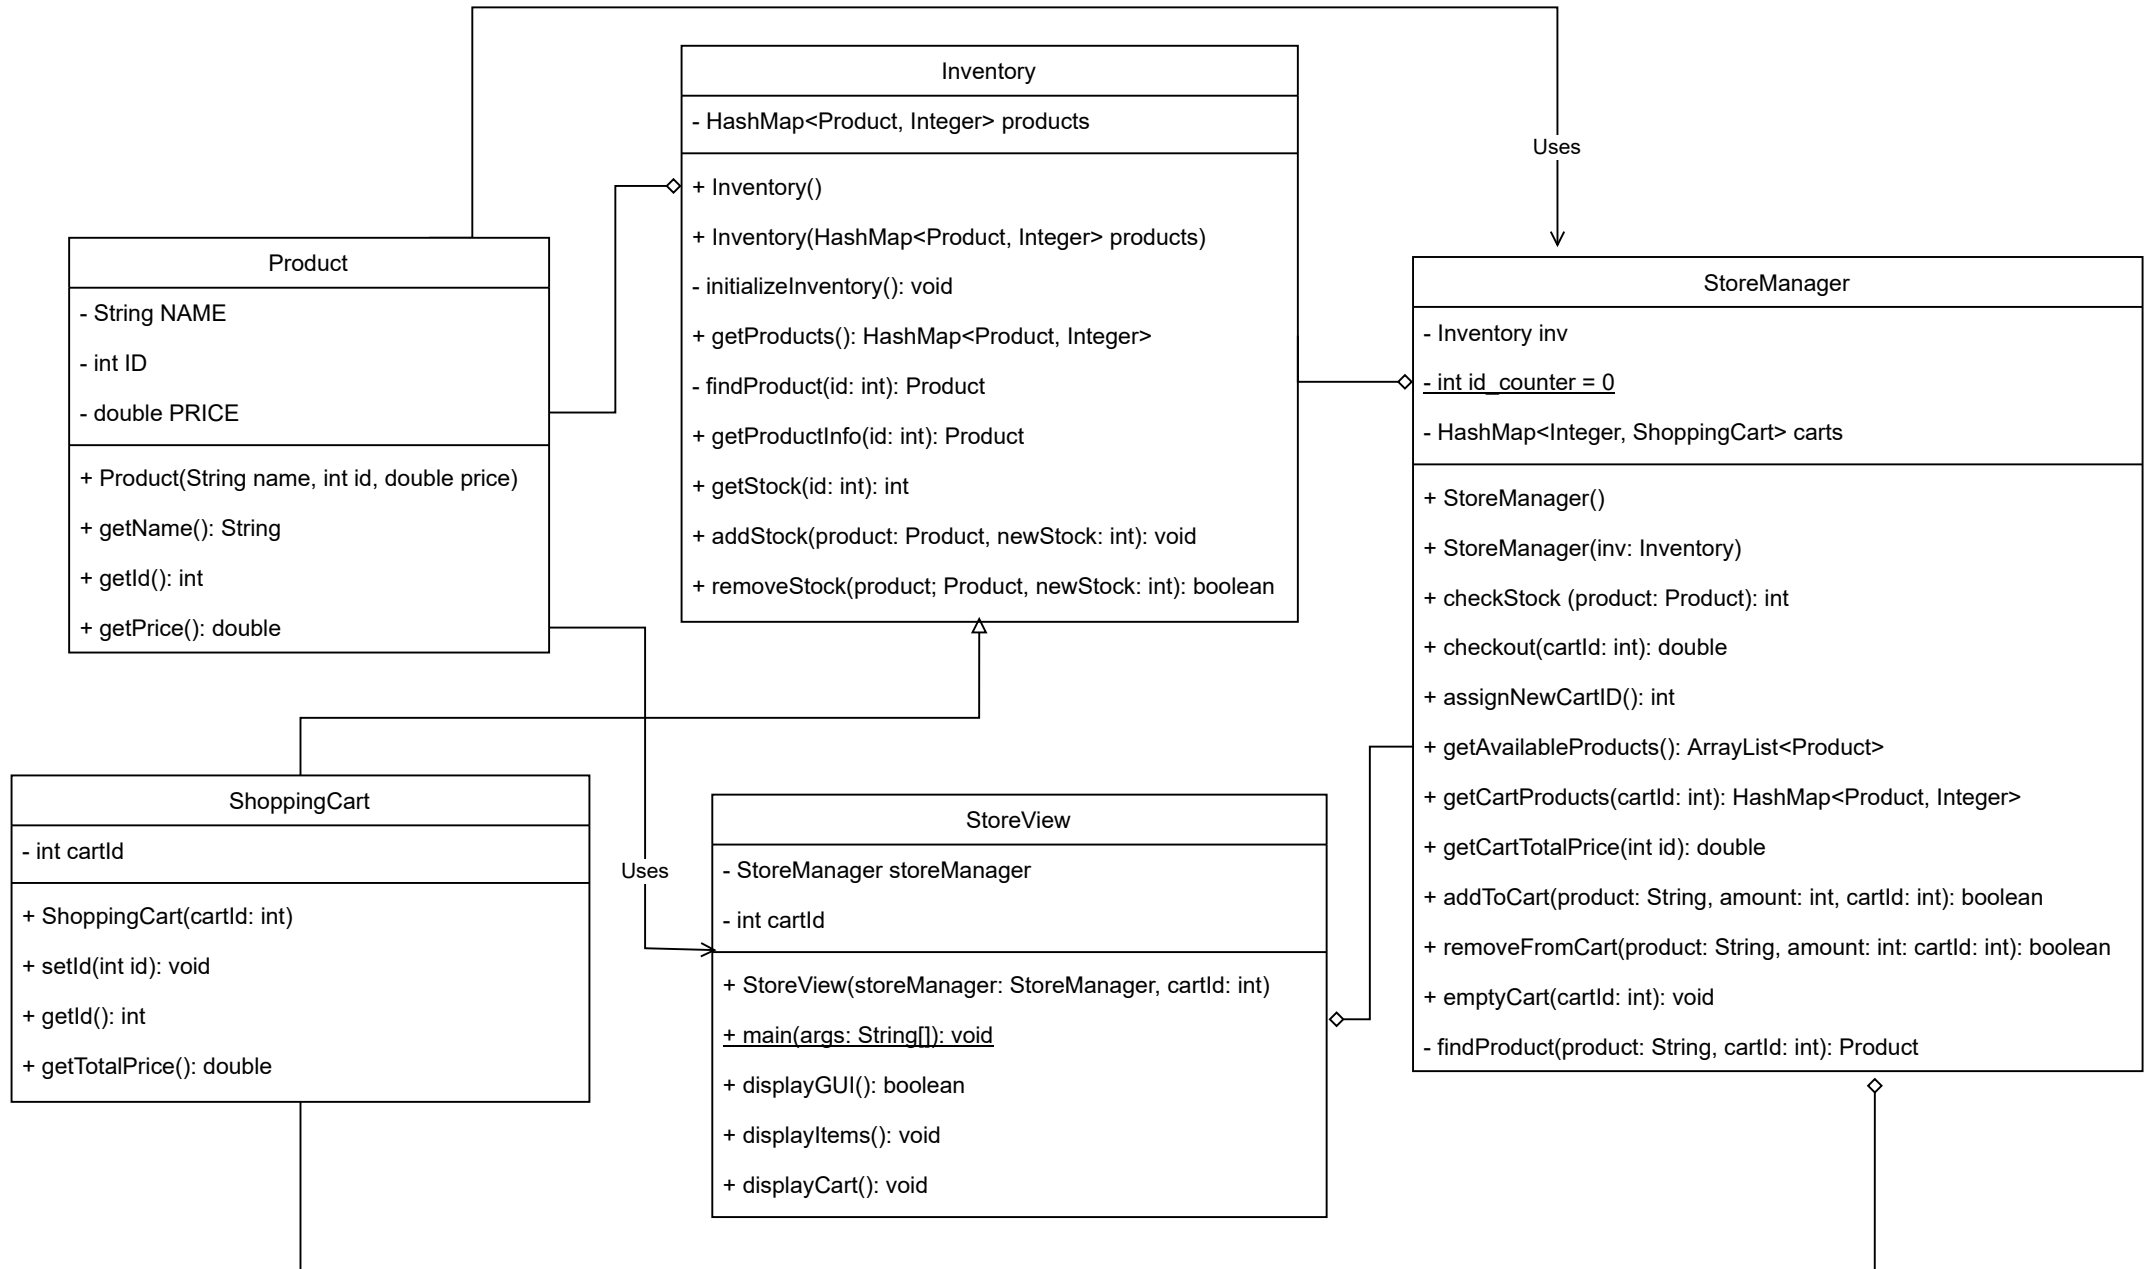 Uses
Inventory
- HashMap<Product, Integer> products
+ Inventory()
+ Inventory(HashMap<Product, Integer> products)
- initializeInventory(): void
+ getProducts(): HashMap<Product, Integer>
- findProduct(id: int): Product
+ getProductInfo(id: int): Product
+ getStock(id: int): int
+ addStock(product: Product, newStock: int): void
+ removeStock(product; Product, newStock: int): boolean
Product
- String NAME
- int ID
- double PRICE
+ Product(String name, int id, double price)
+ getName(): String
+ getId(): int
+ getPrice(): double
StoreManager
- Inventory inv
- int id_counter = 0
- HashMap<Integer, ShoppingCart> carts
+ StoreManager()
+ StoreManager(inv: Inventory)
+ checkStock (product: Product): int
+ checkout(cartId: int): double
+ assignNewCartID(): int
+ getAvailableProducts(): ArrayList<Product>
+ getCartProducts(cartId: int): HashMap<Product, Integer>
+ getCartTotalPrice(int id): double
+ addToCart(product: String, amount: int, cartId: int): boolean
+ removeFromCart(product: String, amount: int: cartId: int): boolean
+ emptyCart(cartId: int): void
- findProduct(product: String, cartId: int): Product
ShoppingCart
- int cartId
+ ShoppingCart(cartId: int)
+ setId(int id): void
+ getId(): int
+ getTotalPrice(): double
Uses
StoreView
- StoreManager storeManager
- int cartId
+ StoreView(storeManager: StoreManager, cartId: int)
+ main(args: String[]): void
+ displayGUI(): boolean
+ displayItems(): void
+ displayCart(): void